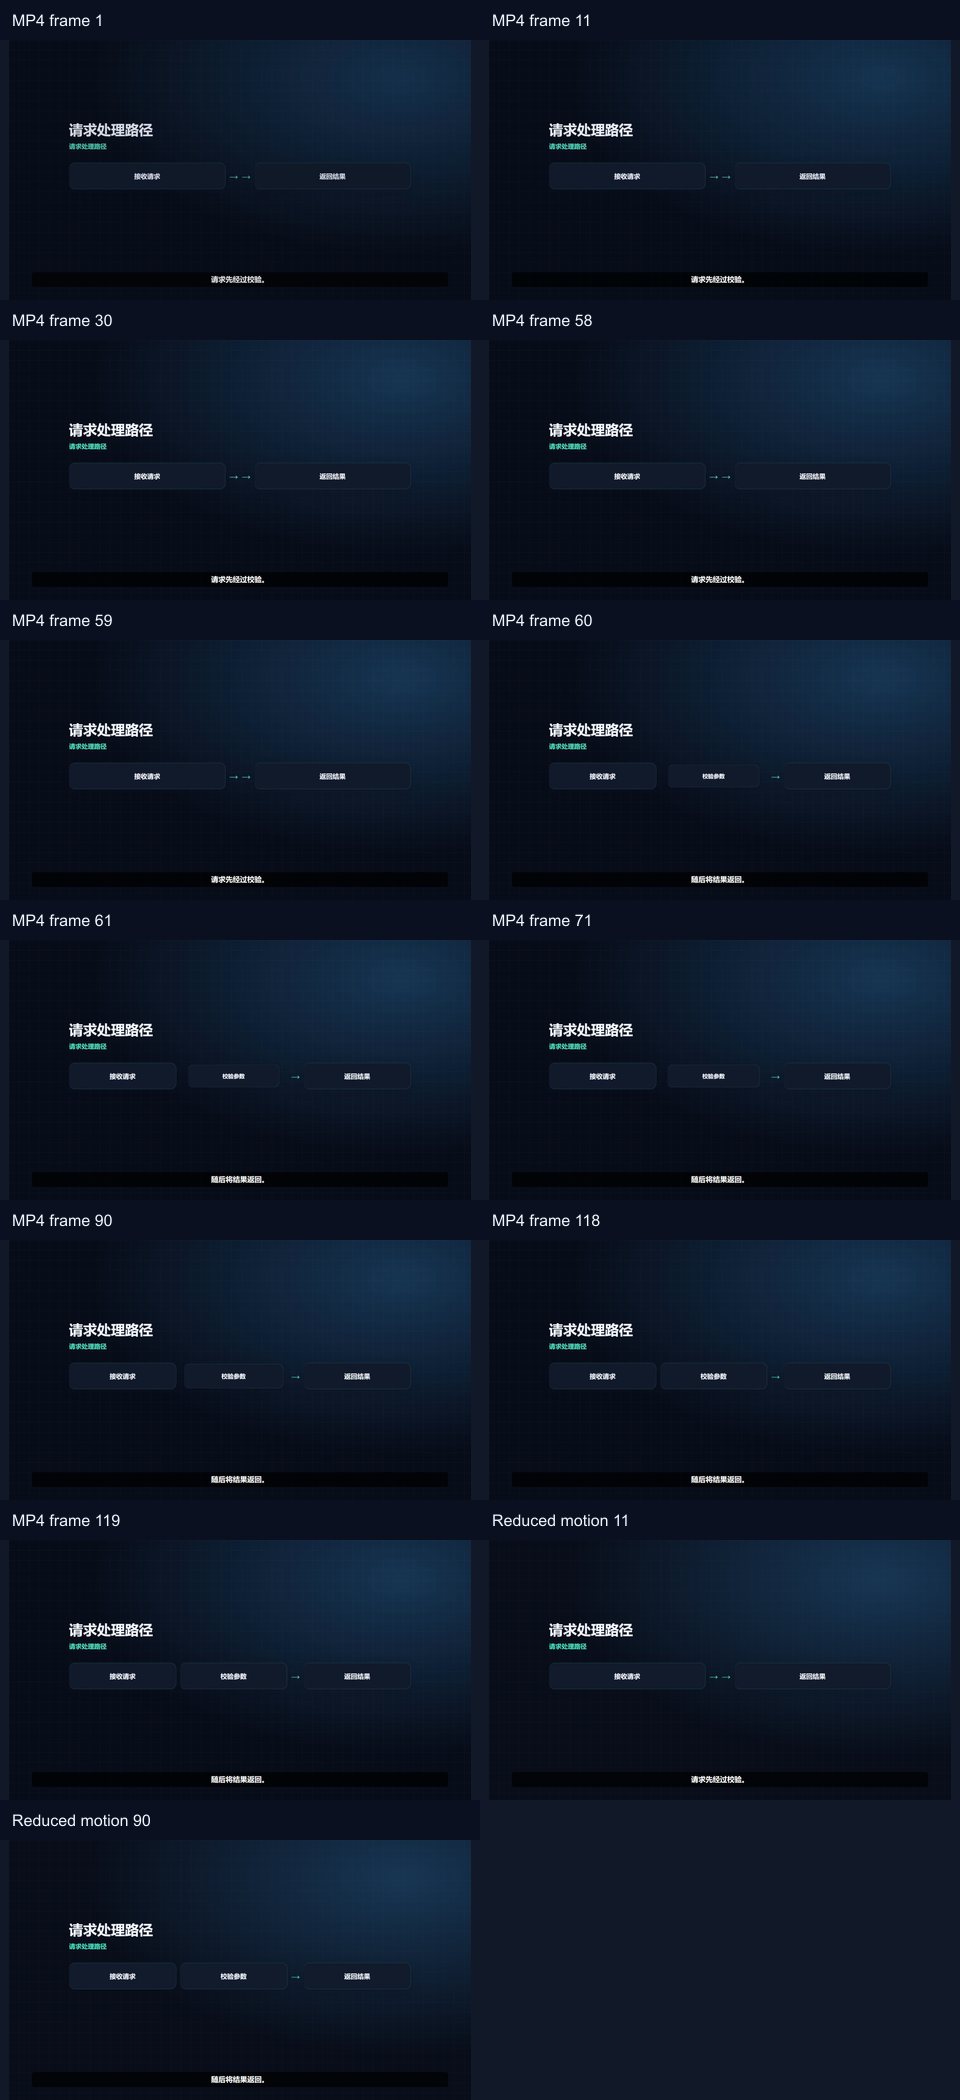 MP4 frame 1
请求处理路径
请求处理路径
接收请求 → → 返回结果
请求先经过校验。
MP4 frame 11
请求处理路径
请求处理路径
接收请求 → → 返回结果
请求先经过校验。
MP4 frame 30
请求处理路径
请求处理路径
接收请求 → → 返回结果
请求先经过校验。
MP4 frame 58
请求处理路径
请求处理路径
接收请求 → → 返回结果
请求先经过校验。
MP4 frame 59
请求处理路径
请求处理路径
接收请求 → → 返回结果
请求先经过校验。
MP4 frame 60
请求处理路径
请求处理路径
接收请求 校验参数 → 返回结果
随后将结果返回。
MP4 frame 61
请求处理路径
请求处理路径
接收请求 校验参数 → 返回结果
随后将结果返回。
MP4 frame 71
请求处理路径
请求处理路径
接收请求 校验参数 → 返回结果
随后将结果返回。
MP4 frame 90
请求处理路径
请求处理路径
接收请求 校验参数 → 返回结果
随后将结果返回。
MP4 frame 118
请求处理路径
请求处理路径
接收请求 校验参数 → 返回结果
随后将结果返回。
MP4 frame 119
请求处理路径
请求处理路径
接收请求 校验参数 → 返回结果
随后将结果返回。
Reduced motion 11
请求处理路径
请求处理路径
接收请求 → → 返回结果
请求先经过校验。
Reduced motion 90
请求处理路径
请求处理路径
接收请求 校验参数 → 返回结果
随后将结果返回。